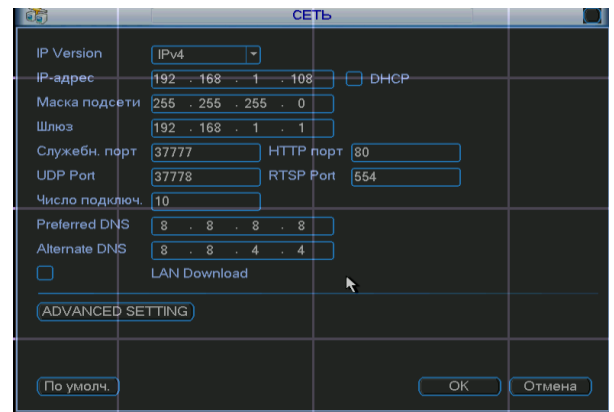 СЕТЬ
IP Version IPv4
IP-адрес 192 . 168 . 1 . 108 DHCP
Маска подсети 255 . 255 . 255 . 0
Шлюз 192 . 168 . 1 . 1
Служебн. порт 37777 HTTP порт 80
UDP Port 37778 RTSP Port 554
Число подключ. 10
Preferred DNS 8 . 8 . 8 . 8
Alternate DNS 8 . 8 . 4 . 4
LAN Download
ADVANCED SETTING
По умолч. OK Отмена